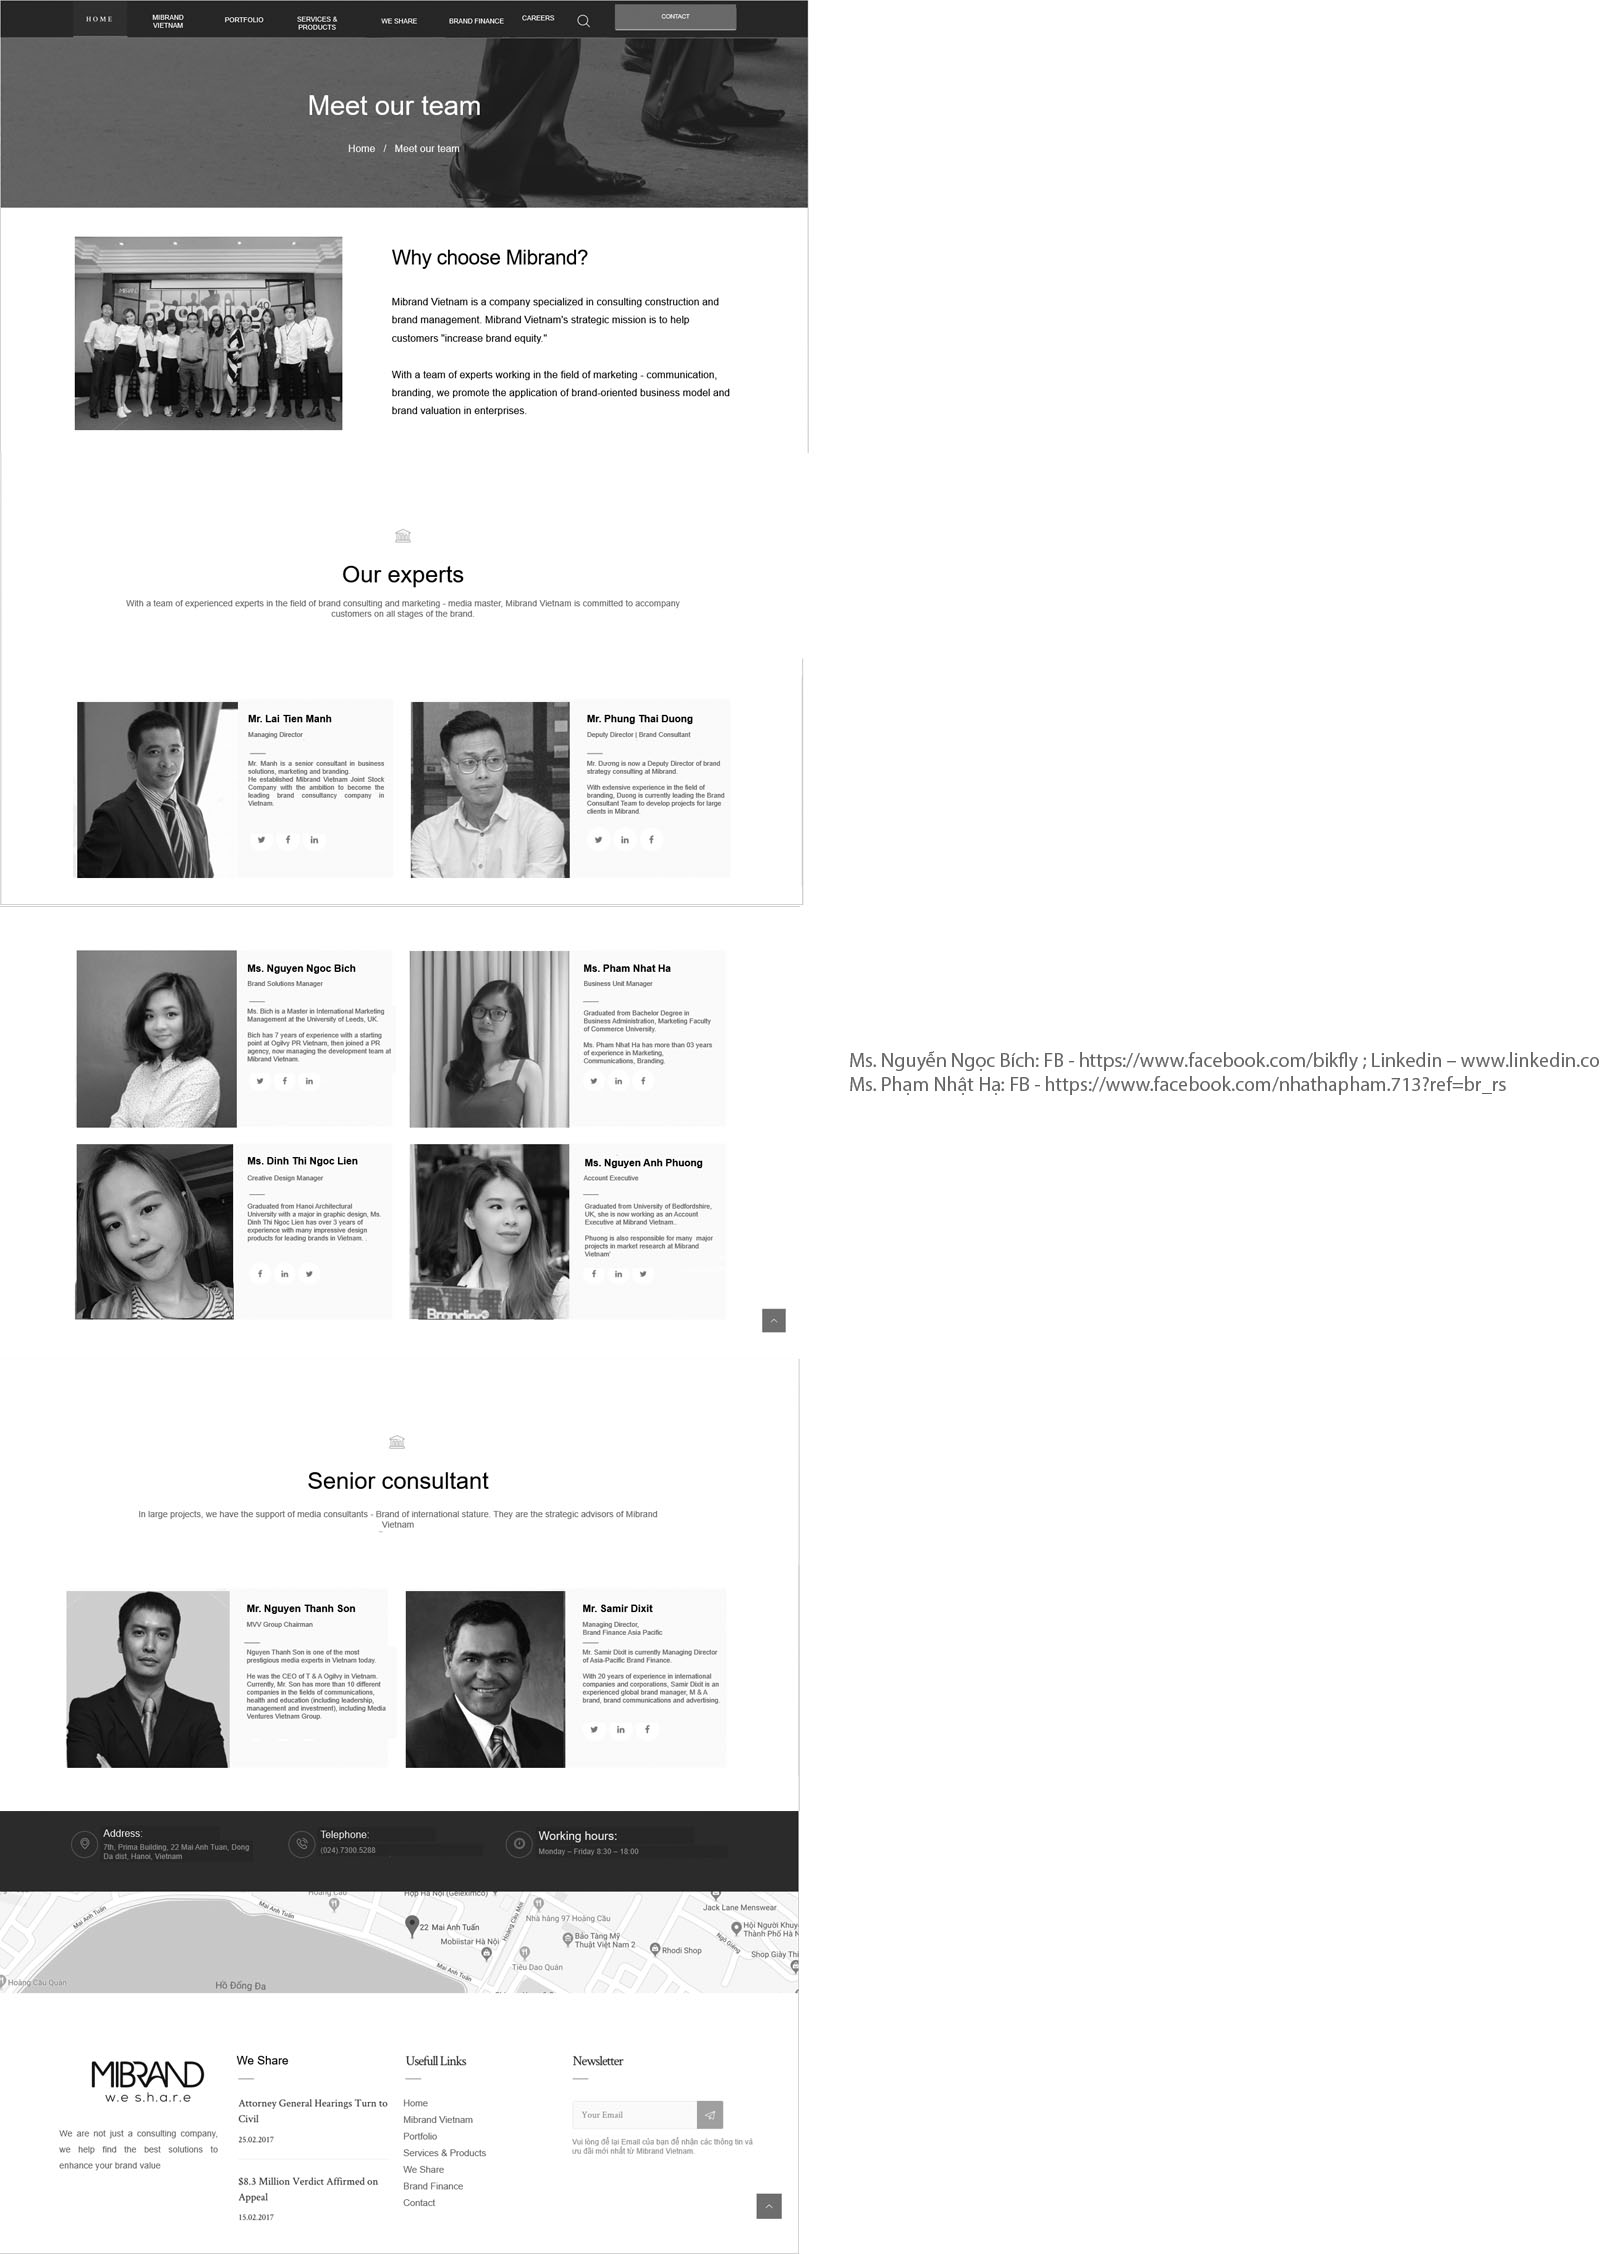 HOME
MIBRAND
VIETNAM
PORTFOLIO
SERVICES &
PRODUCTS
WE SHARE
BRAND FINANCE
CAREERS
CONTACT
Meet our team
Home / Meet our team
MIBRAND
Branding 4.0
Why choose Mibrand?
Mibrand Vietnam is a company specialized in consulting construction and
brand management. Mibrand Vietnam's strategic mission is to help
customers "increase brand equity."
With a team of experts working in the field of marketing - communication,
branding, we promote the application of brand-oriented business model and
brand valuation in enterprises.
Our experts
With a team of experienced experts in the field of brand consulting and marketing - media master, Mibrand Vietnam is committed to accompany
customers on all stages of the brand.
Mr. Lai Tien Manh
Managing Director
Mr. Manh is a senior consultant in business
solutions, marketing and branding.
He established Mibrand Vietnam Joint Stock
Company with the ambition to become the
leading brand consultancy company in
Vietnam.
Mr. Phung Thai Duong
Deputy Director | Brand Consultant
Mr. Dương is now a Deputy Director of brand
strategy consulting at Mibrand.
With extensive experience in the field of
branding, Duong is currently leading the Brand
Consultant Team to develop projects for large
clients in Mibrand.
Ms. Nguyen Ngoc Bich
Brand Solutions Manager
Ms. Bich is a Master in International Marketing
Management at the University of Leeds, UK.
Bich has 7 years of experience with a starting
point at Ogilvy PR Vietnam, then joined a PR
agency, now managing the development team at
Mibrand Vietnam.
Ms. Pham Nhat Ha
Business Unit Manager
Graduated from Bachelor Degree in
Business Administration, Marketing Faculty
of Commerce University.
Ms. Pham Nhat Ha has more than 03 years
of experience in Marketing,
Communications, Branding.
Ms. Nguyễn Ngọc Bích: FB - https://www.facebook.com/bikfly ; Linkedin – www.linkedin.co
Ms. Phạm Nhật Hạ: FB - https://www.facebook.com/nhathapham.713?ref=br_rs
Ms. Dinh Thi Ngoc Lien
Creative Design Manager
Graduated from Hanoi Architectural
University with a major in graphic design, Ms.
Dinh Thi Ngoc Lien has over 3 years of
experience with many impressive design
products for leading brands in Vietnam. .
Ms. Nguyen Anh Phuong
Account Executive
Graduated from University of Bedfordshire,
UK, she is now working as an Account
Executive at Mibrand Vietnam..
Phuong is also responsible for many major
projects in market research at Mibrand
Vietnam'
Branding
Senior consultant
In large projects, we have the support of media consultants - Brand of international stature. They are the strategic advisors of Mibrand
Vietnam
Mr. Nguyen Thanh Son
MVV Group Chairman
Nguyen Thanh Son is one of the most
prestigious media experts in Vietnam today.
He was the CEO of T & A Ogilvy in Vietnam.
Currently, Mr. Son has more than 10 different
companies in the fields of communications,
health and education (including leadership,
management and investment), including Media
Ventures Vietnam Group.
Mr. Samir Dixit
Managing Director,
Brand Finance Asia Pacific
Mr. Samir Dixit is currently Managing Director
of Asia-Pacific Brand Finance.
With 20 years of experience in international
companies and corporations, Samir Dixit is an
experienced global brand manager, M & A
brand, brand communications and advertising.
Address:
7th, Prima Building, 22 Mai Anh Tuan, Dong
Da dist, Hanoi, Vietnam
Telephone:
(024).7300.5288
Working hours:
Monday – Friday 8:30 – 18:00
Hoàng Cầu
Hợp Hà Nội (Geleximco)
Mai Anh Tuấn
Mai Anh Tuấn
22 Mai Anh Tuấn
Mobiistar Hà Nội
Hoàng Cầu Mới
Nhà hàng 97 Hoàng Cầu
Bảo Tàng Mỹ
Thuật Việt Nam 2
Rhodi Shop
Jack Lane Menswear
Hội Người Khuy
Thành Phố Hà N
Ngõ Giếng
Shop Giày Thi
Tiêu Dao Quán
Mai Anh Tuấn
Hoàng Cầu Quán
Hồ Đống Đa
MIBRAND
w.e s.h.a.r.e
We are not just a consulting company,
we help find the best solutions to
enhance your brand value
We Share
Attorney General Hearings Turn to
Civil
25.02.2017
$8.3 Million Verdict Affirmed on
Appeal
15.02.2017
Usefull Links
Home
Mibrand Vietnam
Portfolio
Services & Products
We Share
Brand Finance
Contact
Newsletter
Your Email
Vui lòng để lại Email của bạn để nhận các thông tin và
ưu đãi mới nhất từ Mibrand Vietnam.